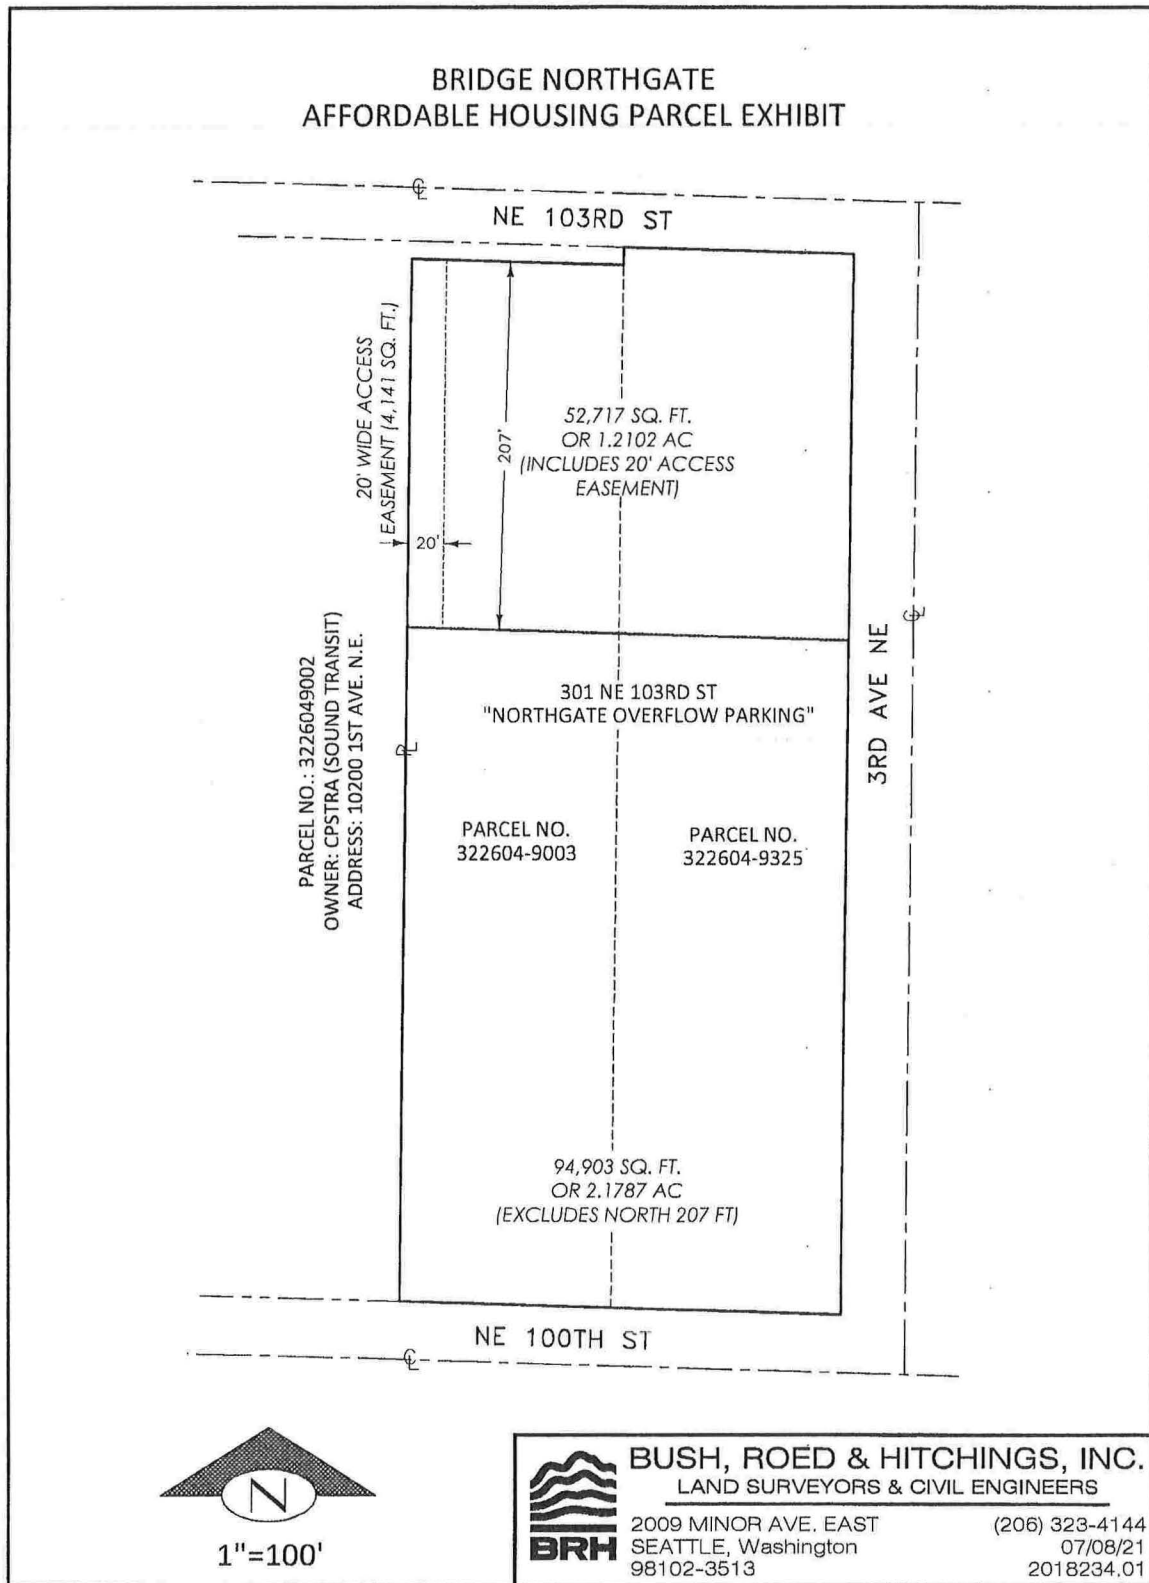 BRIDGE NORTHGATE
AFFORDABLE HOUSING PARCEL EXHIBIT
℄
NE 103RD ST
20' WIDE ACCESS
EASEMENT (4,141 SQ. FT.)
207'
52,717 SQ. FT.
OR 1.2102 AC
(INCLUDES 20' ACCESS
EASEMENT)
20'
℄
3RD AVE NE
PARCEL NO.: 3226049002
OWNER: CPSTRA (SOUND TRANSIT)
ADDRESS: 10200 1ST AVE. N.E.
PL
301 NE 103RD ST
"NORTHGATE OVERFLOW PARKING"
PARCEL NO.
322604-9003
PARCEL NO.
322604-9325
94,903 SQ. FT.
OR 2.1787 AC
(EXCLUDES NORTH 207 FT)
NE 100TH ST
℄
N
1"=100'
BRH
BUSH, ROED & HITCHINGS, INC.
LAND SURVEYORS & CIVIL ENGINEERS
2009 MINOR AVE. EAST (206) 323-4144
SEATTLE, Washington 07/08/21
98102-3513 2018234.01